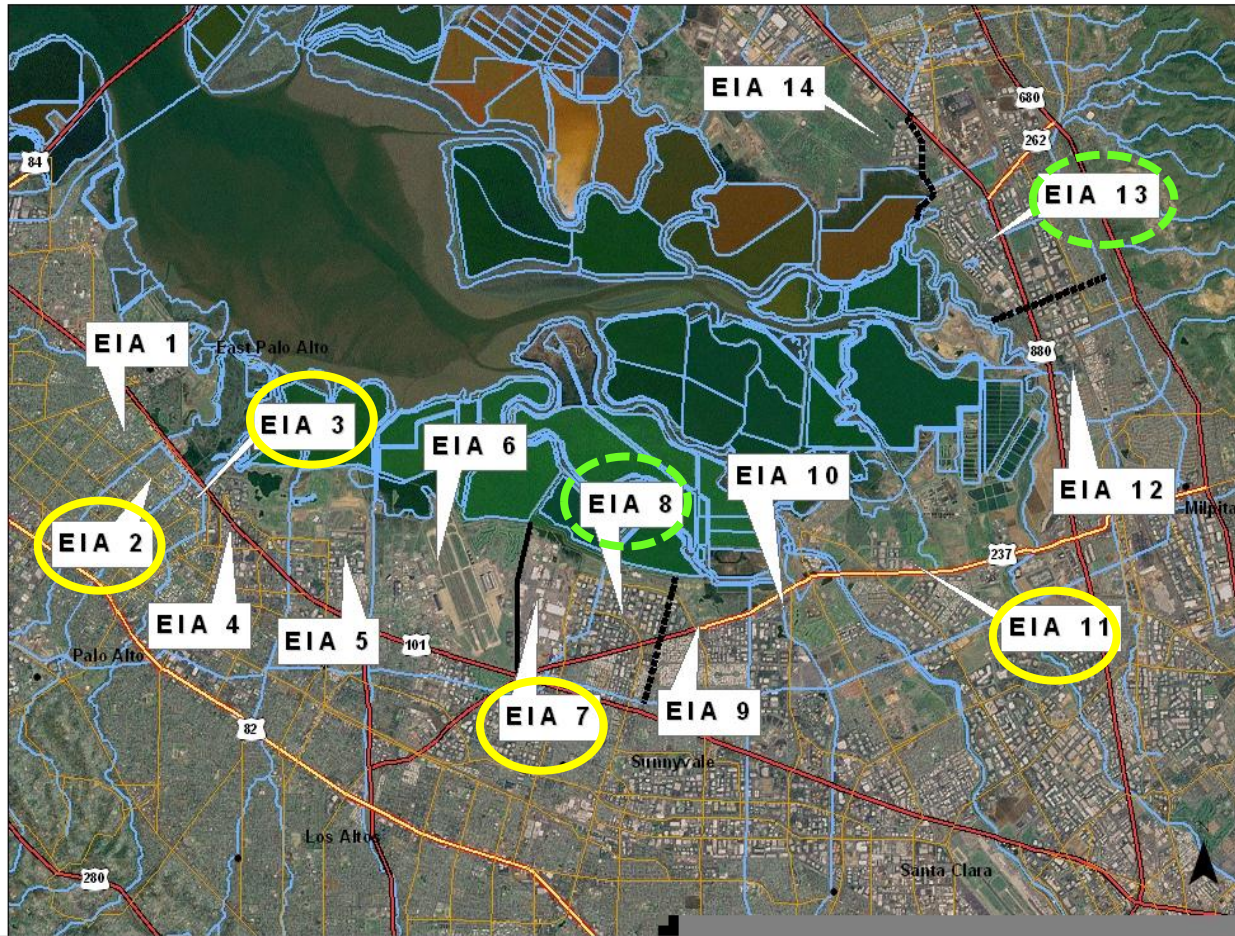 EIA 14
680
262
84
EIA 13
EIA 1
East Palo Alto
880
EIA 3
EIA 6
EIA 10
EIA 8
EIA 12
EIA 2
Milpita
237
EIA 4
EIA 5
101
EIA 11
Palo Alto
EIA 7
EIA 9
82
Sunnyvale
Los Altos
280
Santa Clara